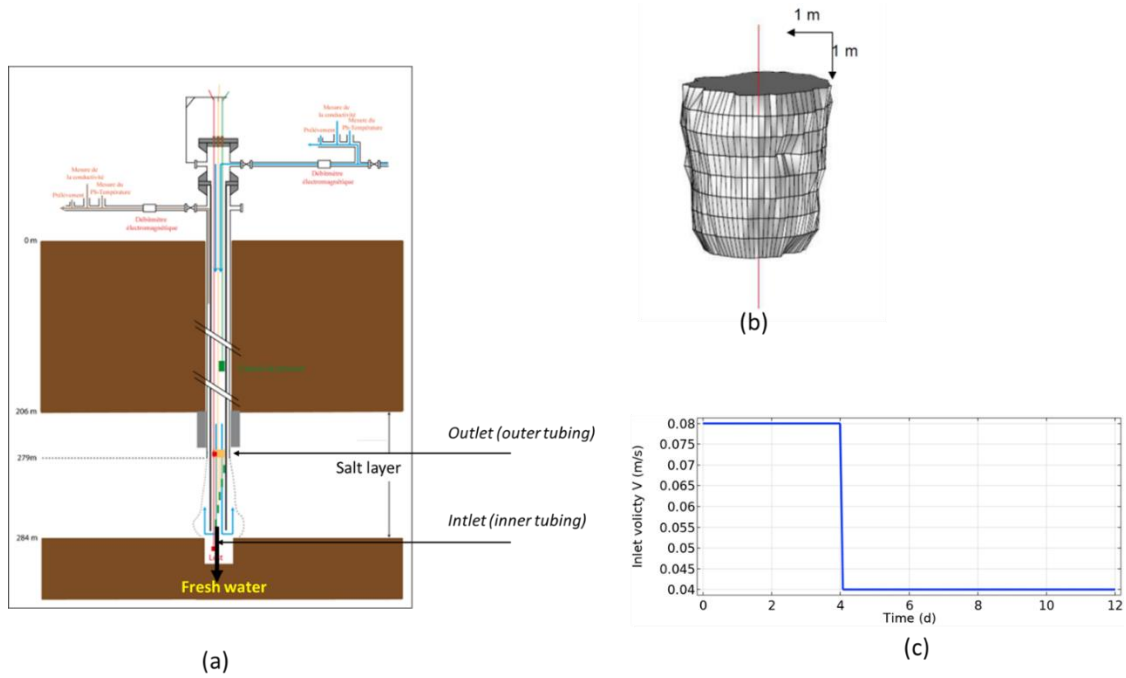 Mesure de
la conductivité
Mesure du
Ph-Température
Prélèvement
Débimètre
électromagnétique
Mesure de
la conductivité
Mesure du
Ph-Température
Prélèvement
Débimètre
électromagnétique
0 m
206 m
279m
284 m
Outlet (outer tubing)
Salt layer
Intlet (inner tubing)
Fresh water
(a)
1 m
1 m
(b)
Inlet volicty V (m/s)
0.08
0.075
0.07
0.065
0.06
0.055
0.05
0.045
0.04
0
2
4
6
8
10
12
Time (d)
(c)